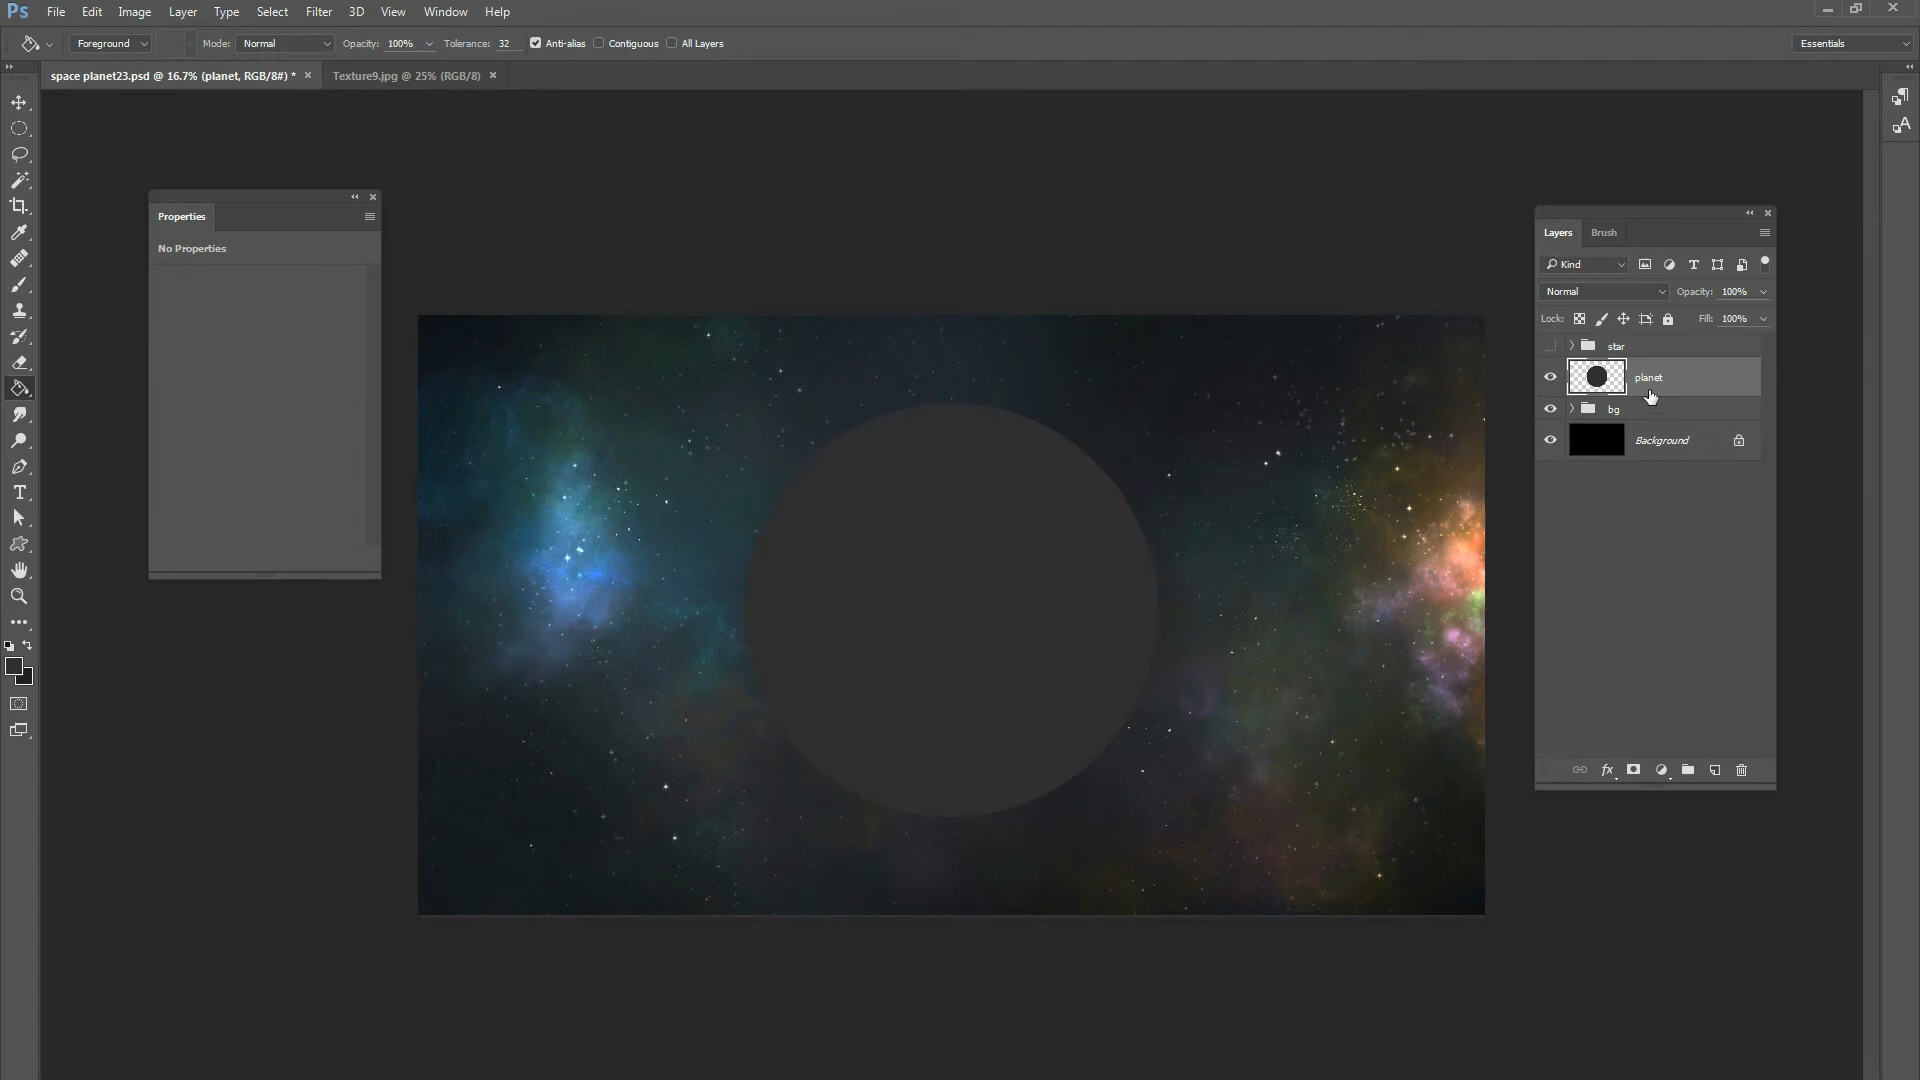 Ps File Edit Image Layer Type Select Filter 3D View Window Help
Foreground Mode: Normal Opacity: 100% Tolerance: 32 Anti-alias Contiguous All Layers Essentials
space planet23.psd @ 16.7% (planet, RGB/8#) * Texture9.jpg @ 25% (RGB/8)
Properties
No Properties
Layers Brush
Kind
Normal Opacity: 100%
Lock: Fill: 100%
star
planet
bg
Background
fx